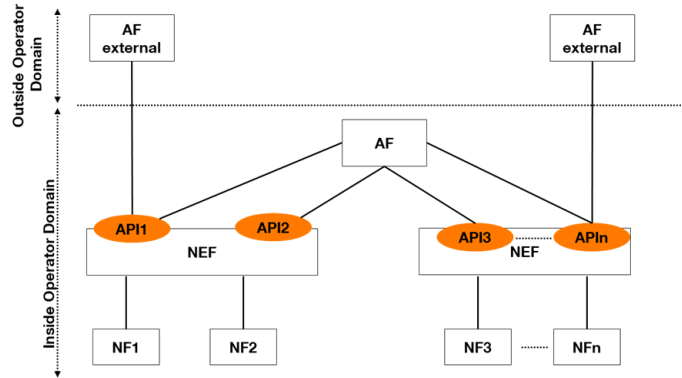 Outside Operator
Domain
AF
external
AF
external
Inside Operator Domain
AF
API1
API2
API3
APIn
NEF
NEF
NF1
NF2
NF3
NFn